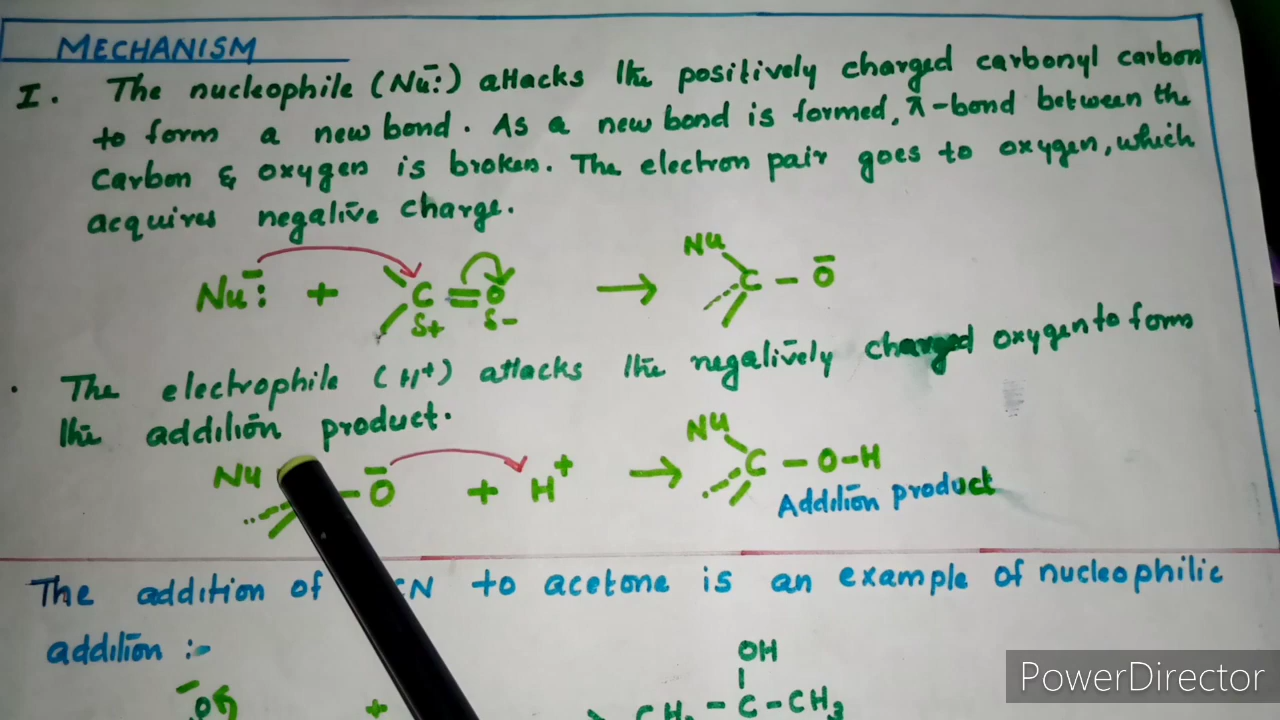 MECHANISM
I. The nucleophile (Nu:⁻) attacks the positively charged carbonyl carbon
to form a new bond. As a new bond is formed, π-bond between the
carbon & oxygen is broken. The electron pair goes to oxygen, which
acquires negative charge.
Nu:⁻ + C=O → Nu C-O⁻
δ+ δ-
. The electrophile (H⁺) attacks the negatively charged oxygen to form
the addition product.
Nu -O⁻ + H⁺ → Nu C-O-H
Addition product
The addition of CN to acetone is an example of nucleophilic
addition :-
OH
⁻O + CH₃-C-CH₃
PowerDirector